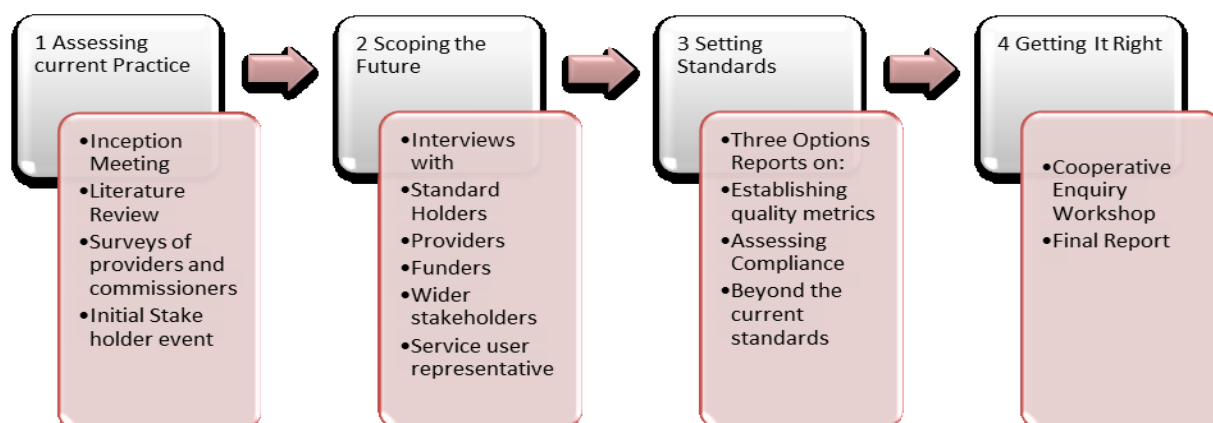 1 Assessing
current Practice
•Inception
Meeting
•Literature
Review
•Surveys of
providers and
commissioners
•Initial Stake
holder event
2 Scoping the
Future
•Interviews
with
•Standard
Holders
•Providers
•Funders
•Wider
stakeholders
•Service user
representative
3 Setting
Standards
•Three Options
Reports on:
•Establishing
quality metrics
•Assessing
Compliance
•Beyond the
current
standards
4 Getting It Right
•Cooperative
Enquiry
Workshop
•Final Report